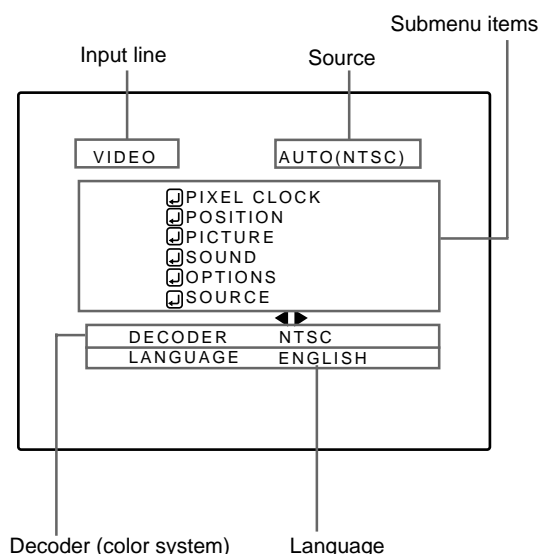 Submenu items
Input line
Source
VIDEO
AUTO(NTSC)
PIXEL CLOCK
POSITION
PICTURE
SOUND
OPTIONS
SOURCE
DECODER NTSC
LANGUAGE ENGLISH
Decoder (color system)
Language